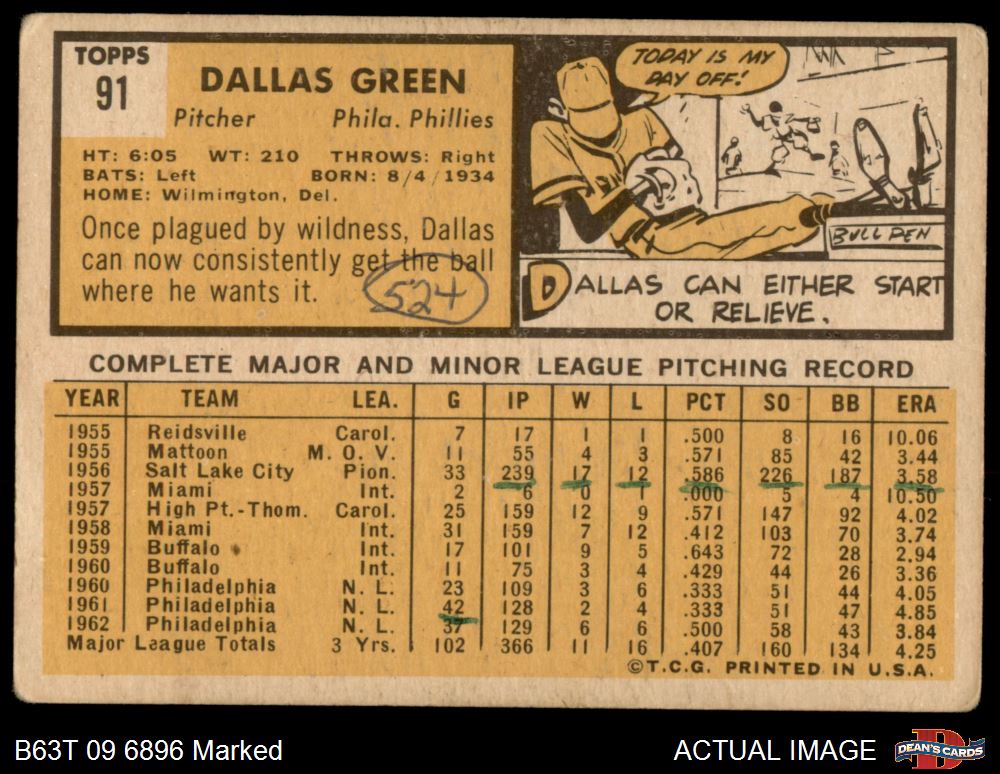 TOPPS
91
DALLAS GREEN
Pitcher Phila. Phillies
HT: 6:05 WT: 210 THROWS: Right
BATS: Left BORN: 8/4/1934
HOME: Wilmington, Del.
Once plagued by wildness, Dallas
can now consistently get the ball
where he wants it.
524
TODAY IS MY
DAY OFF!
BULL PEN
DALLAS CAN EITHER START
OR RELIEVE.
COMPLETE MAJOR AND MINOR LEAGUE PITCHING RECORD
YEAR TEAM LEA. G IP W L PCT SO BB ERA
1955 Reidsville Carol. 7 17 1 1 .500 8 16 10.06
1955 Mattoon M. O. V. 11 55 4 3 .571 85 42 3.44
1956 Salt Lake City Pion. 33 239 17 12 .586 226 187 3.58
1957 Miami Int. 2 6 0 1 .000 5 4 10.50
1957 High Pt.-Thom. Carol. 25 159 12 9 .571 147 92 4.02
1958 Miami Int. 31 159 7 12 .412 103 70 3.74
1959 Buffalo Int. 17 101 9 5 .643 72 28 2.94
1960 Buffalo Int. 11 75 3 4 .429 44 26 3.36
1960 Philadelphia N. L. 23 109 3 6 .333 51 44 4.05
1961 Philadelphia N. L. 42 128 2 4 .333 51 47 4.85
1962 Philadelphia N. L. 37 129 6 6 .500 58 43 3.84
Major League Totals 3 Yrs. 102 366 11 16 .407 160 134 4.25
©T.C.G. PRINTED IN U.S.A.
B63T 09 6896 Marked
ACTUAL IMAGE
DEAN'S CARDS